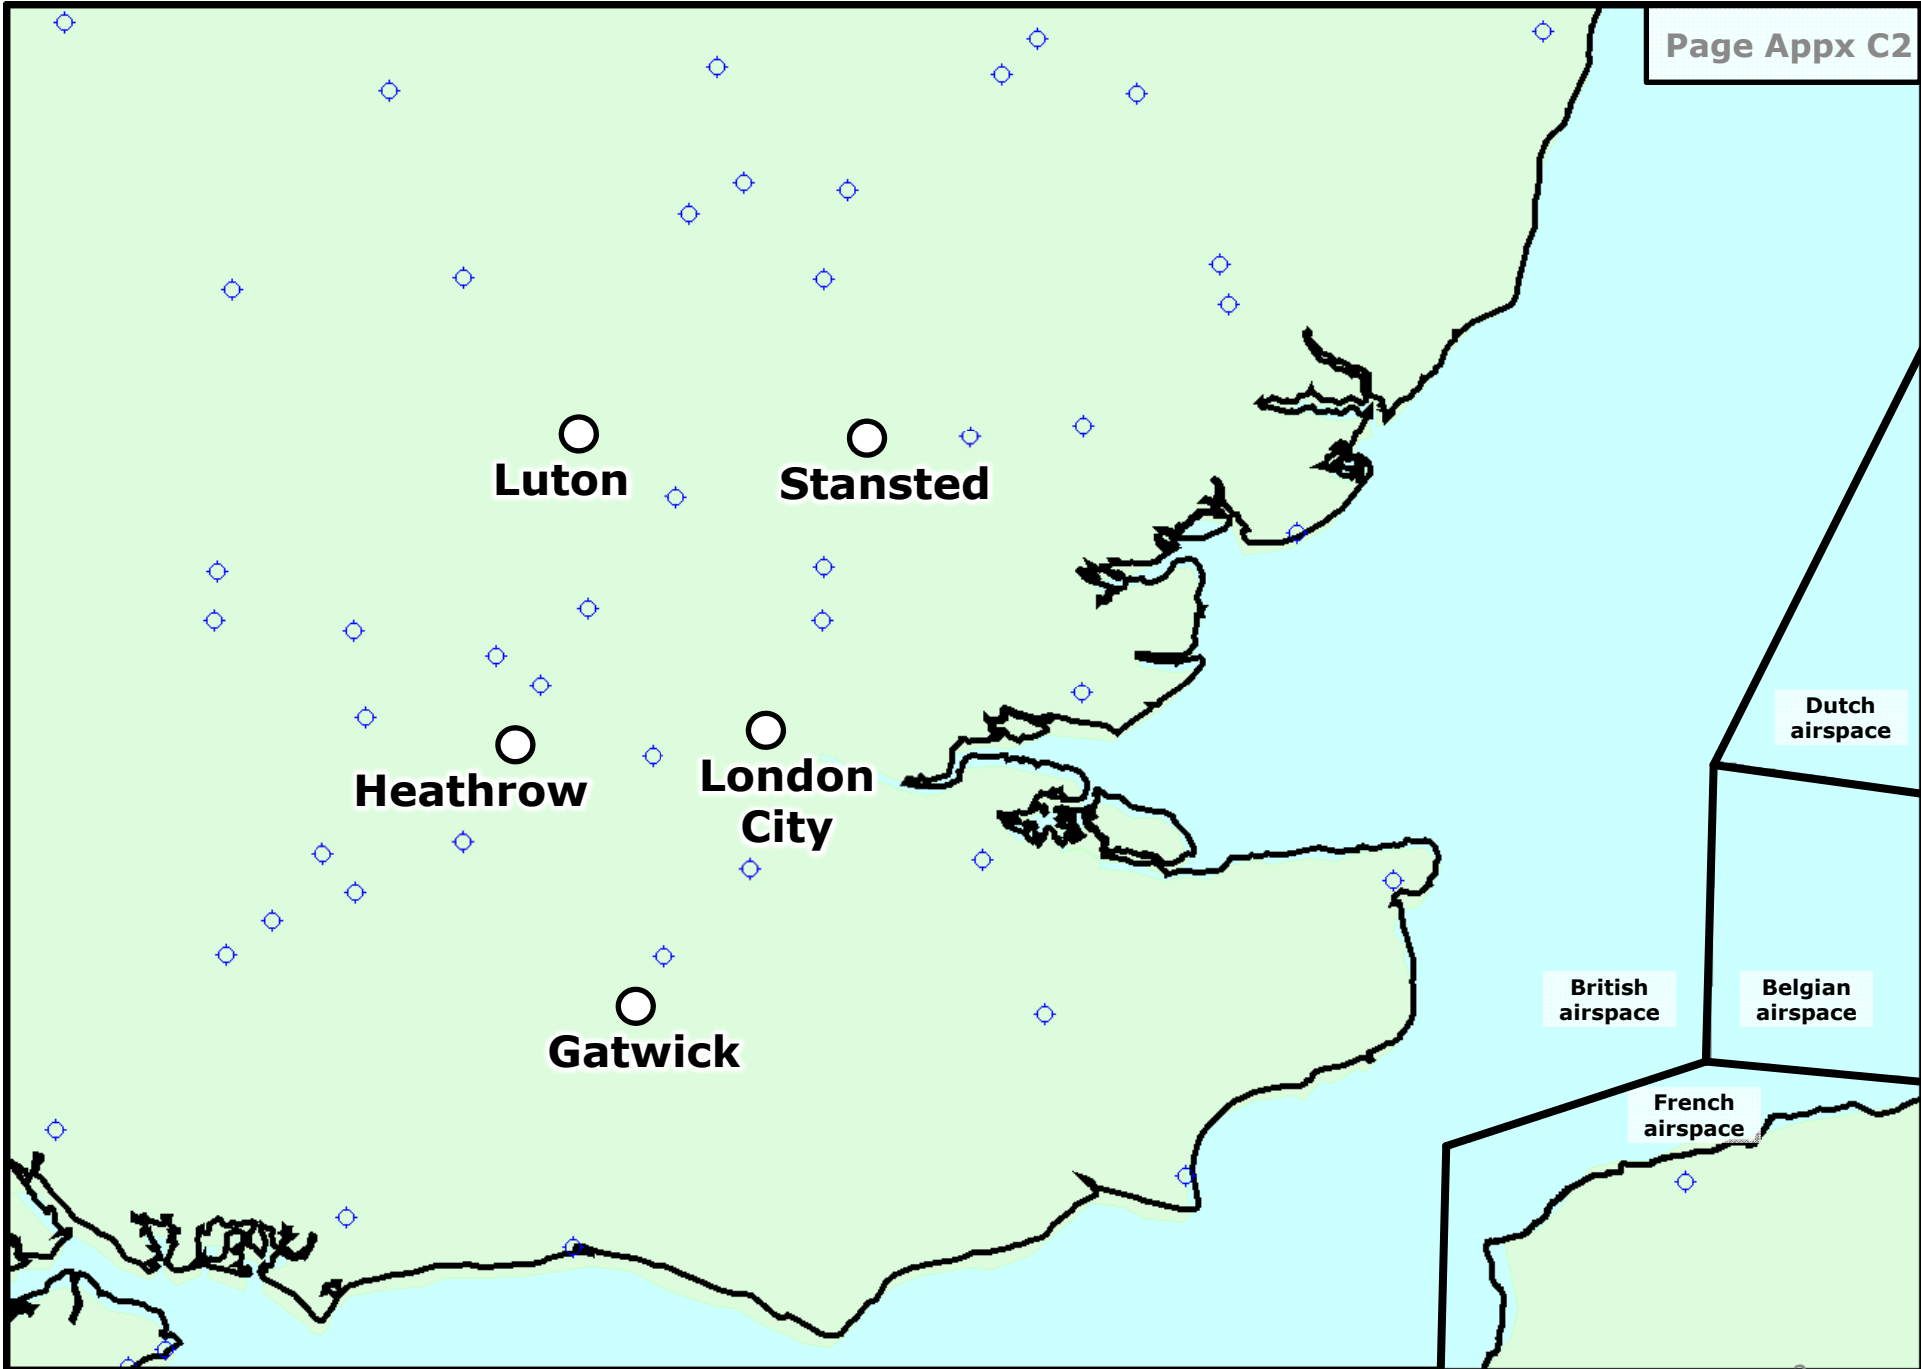 Page Appx C2
Luton
Stansted
Dutch
airspace
Heathrow
London
City
British
airspace
Belgian
airspace
Gatwick
French
airspace